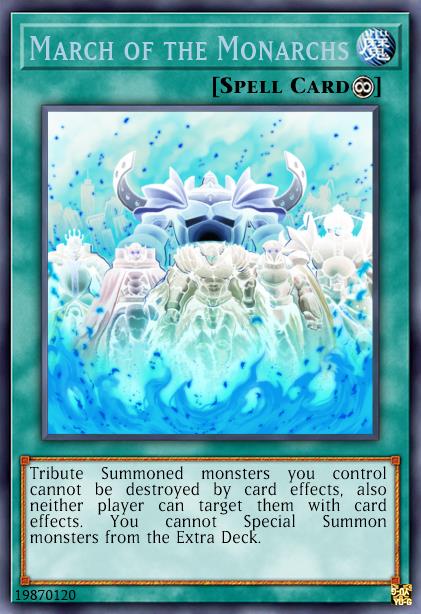 MARCH OF THE MONARCHS
魔
[SPELL CARD]
Tribute Summoned monsters you control
cannot be destroyed by card effects, also
neither player can target them with card
effects. You cannot Special Summon
monsters from the Extra Deck.
19870120